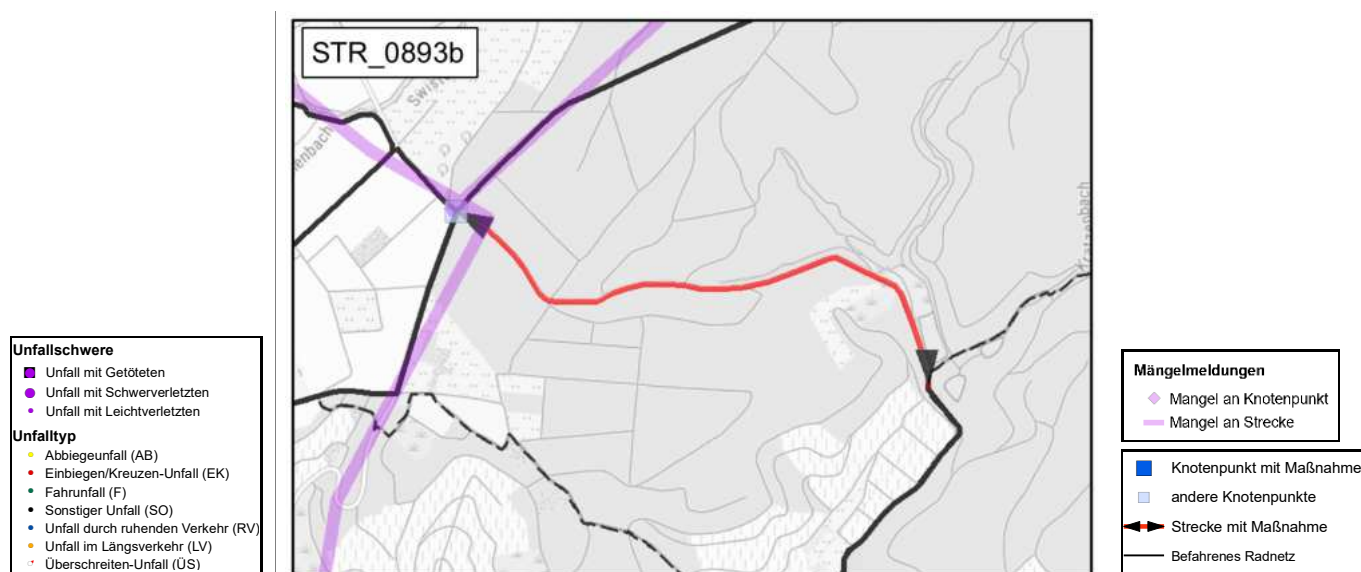 STR_0893b
Unfallschwere
Unfall mit Getöteten
Unfall mit Schwerverletzten
Unfall mit Leichtverletzten
Unfalltyp
Abbiegeunfall (AB)
Einbiegen/Kreuzen-Unfall (EK)
Fahrunfall (F)
Sonstiger Unfall (SO)
Unfall durch ruhenden Verkehr (RV)
Unfall im Längsverkehr (LV)
Überschreiten-Unfall (ÜS)
Mängelmeldungen
Mangel an Knotenpunkt
Mangel an Strecke
Knotenpunkt mit Maßnahme
andere Knotenpunkte
Strecke mit Maßnahme
Befahrenes Radnetz